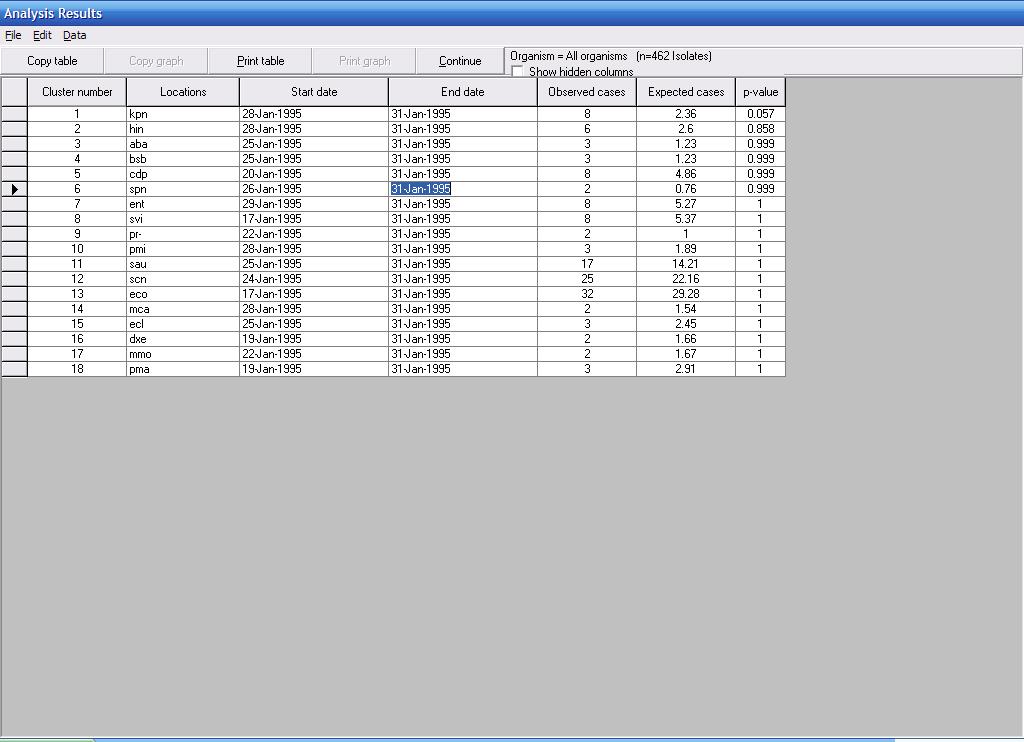 Analysis Results
File Edit Data
Copy table Copy graph Print table Print graph Continue Organism = All organisms (n=462 Isolates)
Show hidden columns
Cluster number Locations Start date End date Observed cases Expected cases p-value
1 kpn 28-Jan-1995 31-Jan-1995 8 2.36 0.057
2 hin 28-Jan-1995 31-Jan-1995 6 2.6 0.858
3 aba 25-Jan-1995 31-Jan-1995 3 1.23 0.999
4 bsb 25-Jan-1995 31-Jan-1995 3 1.23 0.999
5 cdp 20-Jan-1995 31-Jan-1995 8 4.86 0.999
6 spn 26-Jan-1995 31-Jan-1995 2 0.76 0.999
7 ent 29-Jan-1995 31-Jan-1995 8 5.27 1
8 svi 17-Jan-1995 31-Jan-1995 8 5.37 1
9 pr- 22-Jan-1995 31-Jan-1995 2 1 1
10 pmi 28-Jan-1995 31-Jan-1995 3 1.89 1
11 sau 25-Jan-1995 31-Jan-1995 17 14.21 1
12 scn 24-Jan-1995 31-Jan-1995 25 22.16 1
13 eco 17-Jan-1995 31-Jan-1995 32 29.28 1
14 mca 28-Jan-1995 31-Jan-1995 2 1.54 1
15 ecl 25-Jan-1995 31-Jan-1995 3 2.45 1
16 dxe 19-Jan-1995 31-Jan-1995 2 1.66 1
17 mmo 22-Jan-1995 31-Jan-1995 2 1.67 1
18 pma 19-Jan-1995 31-Jan-1995 3 2.91 1